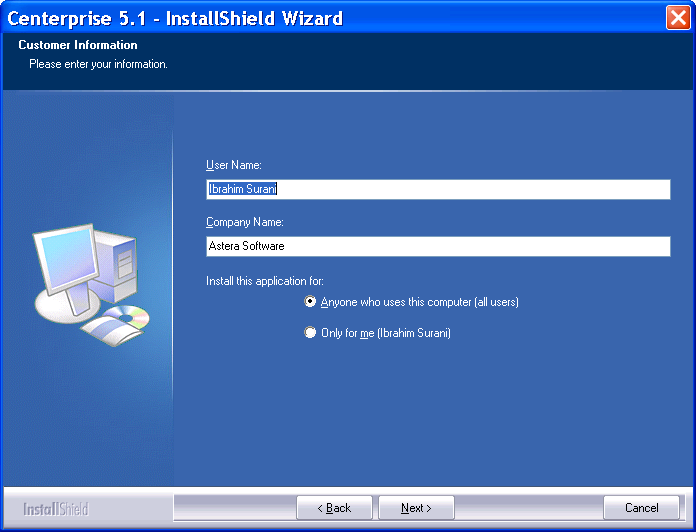 Centerprise 5.1 - InstallShield Wizard
Customer Information
Please enter your information.
User Name:
Ibrahim Surani
Company Name:
Astera Software
Install this application for:
Anyone who uses this computer (all users)
Only for me (Ibrahim Surani)
InstallShield
< Back
Next >
Cancel